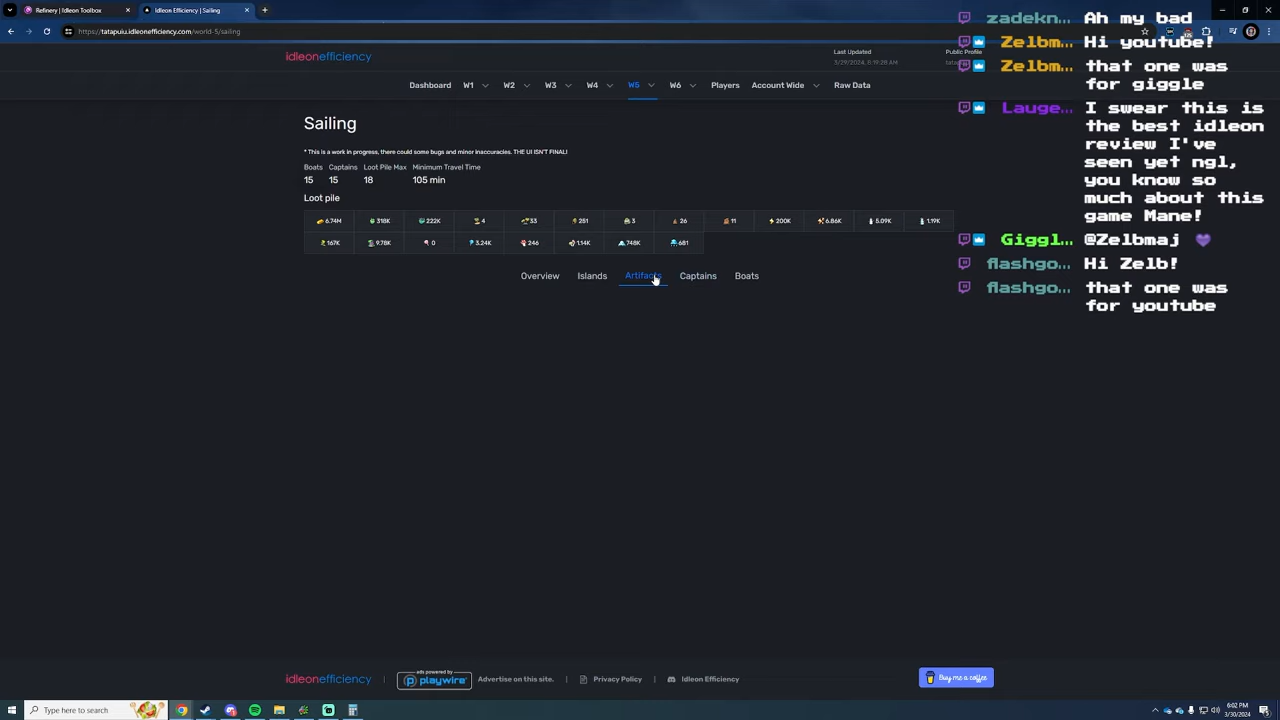 Refinery | Idleon Toolbox
Idleon Efficiency | Sailing
https://tatapuiu.idleonefficiency.com/world-5/sailing
idleonefficiency
Last Updated
3/29/2024, 8:19:28 AM
Public Profile
Dashboard W1 W2 W3 W4 W5 W6 Players Account Wide Raw Data
Sailing
* This is a work in progress, there could some bugs and minor inaccuracies. THE UI ISN'T FINAL!
Boats Captains Loot Pile Max Minimum Travel Time
15 15 18 105 min
Loot pile
6.74M 318K 222K 4 33 251 3 26 11 200K 6.86K 5.09K 1.19K
167K 9.78K 0 3.24K 246 1.14K 748K 681
Overview Islands Artifacts Captains Boats
zadekn... Ah my bad
Zelbm... Hi youtube!
Zelbm... that one was
for giggle
Lauge... I swear this is
the best idleon
review I've
seen yet ngl,
you know so
much about this
game Mane!
Giggl... @Zelbmaj 💜
flashgo... Hi Zelb!
flashgo... that one was
for youtube
idleonefficiency
ads powered by
playwire
Advertise on this site.
Privacy Policy
Idleon Efficiency
Buy me a coffee
Type here to search
6:02 PM
3/30/2024